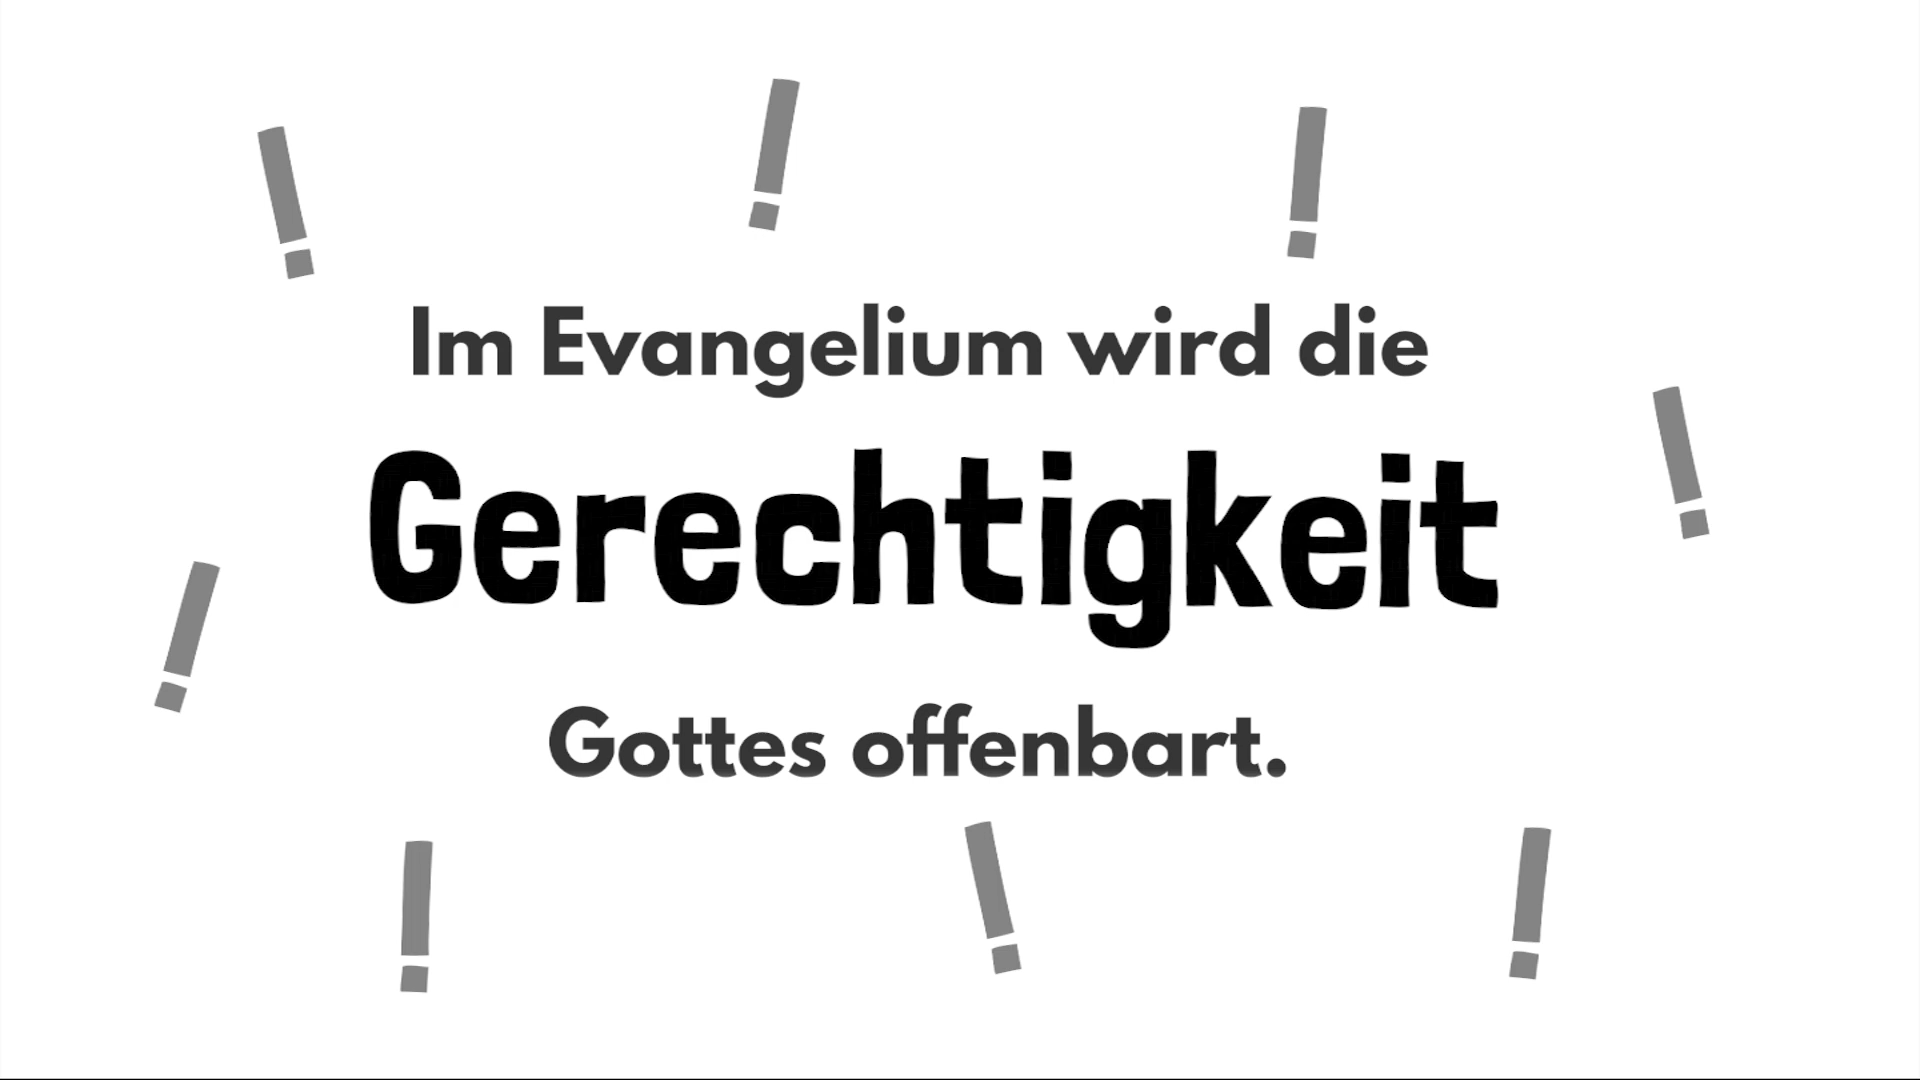 ! ! !
Im Evangelium wird die
!
Gerechtigkeit
!
Gottes offenbart.
! ! !